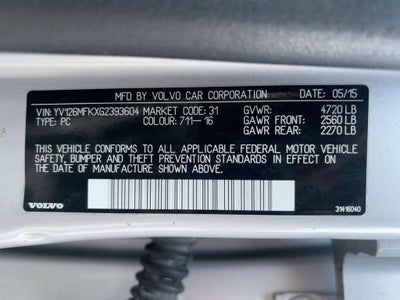 MFD BY VOLVO CAR CORPORATION DATE: 05/15
VIN: YV126MFKXG2393604 MARKET CODE: 31 GVWR: 4720 LB
TYPE: PC COLOUR: 711-16 GAWR FRONT: 2560 LB
GAWR REAR: 2270 LB
THIS VEHICLE CONFORMS TO ALL APPLICABLE FEDERAL MOTOR VEHICLE
SAFETY, BUMPER AND THEFT PREVENTION STANDARDS IN EFFECT ON
THE DATE OF MANUFACTURE SHOWN ABOVE.
VOLVO 31418040